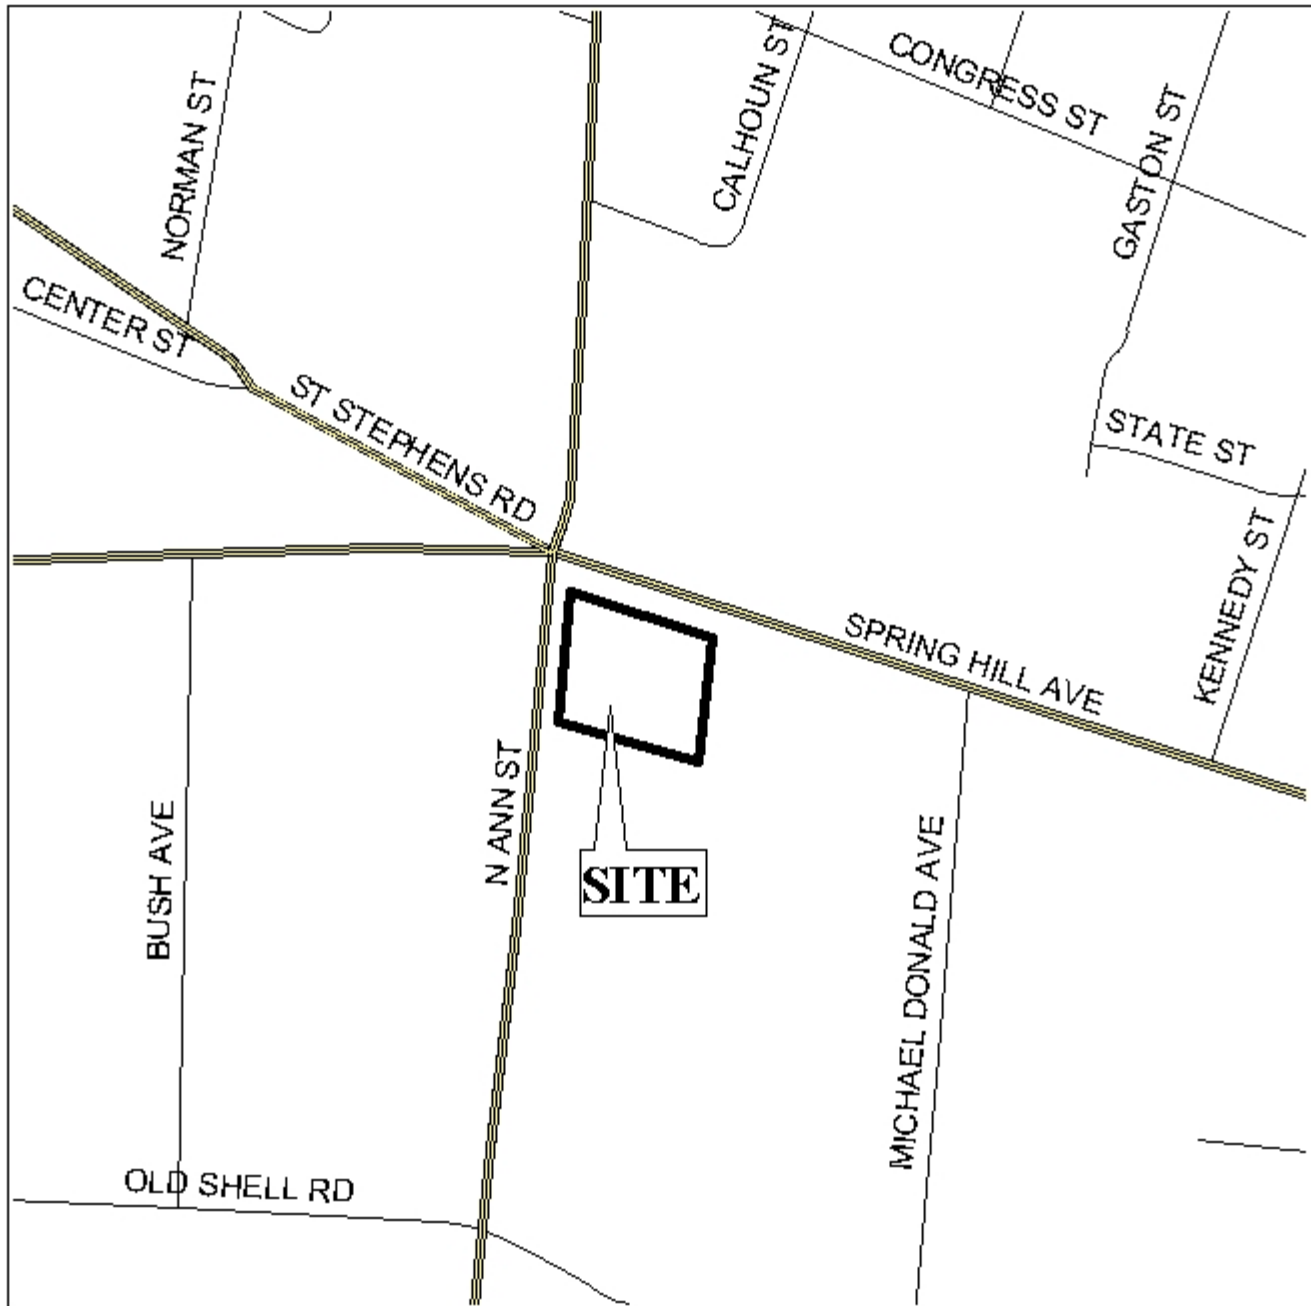 CONGRESS ST
CALHOUN ST
NORMAN ST
GASTON ST
CENTER ST
ST STEPHENS RD
STATE ST
KENNEDY ST
SPRING HILL AVE
N ANN ST
BUSH AVE
SITE
MICHAEL DONALD AVE
OLD SHELL RD